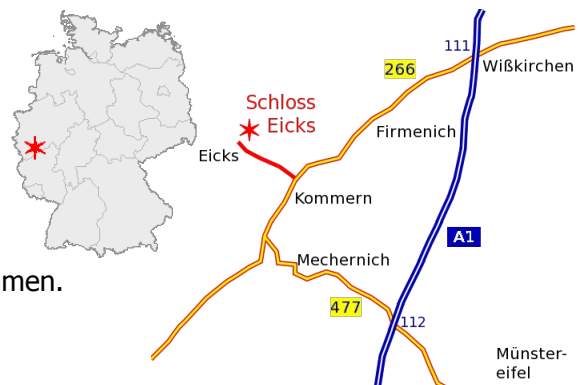 111
Wißkirchen
266
Schloss
Eicks
Firmenich
Eicks
Kommern
A1
Mechernich
men.
477
112
Münster-
eifel